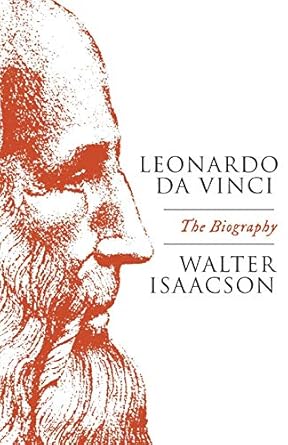 LEONARDO
DA VINCI
The Biography
WALTER
ISAACSON